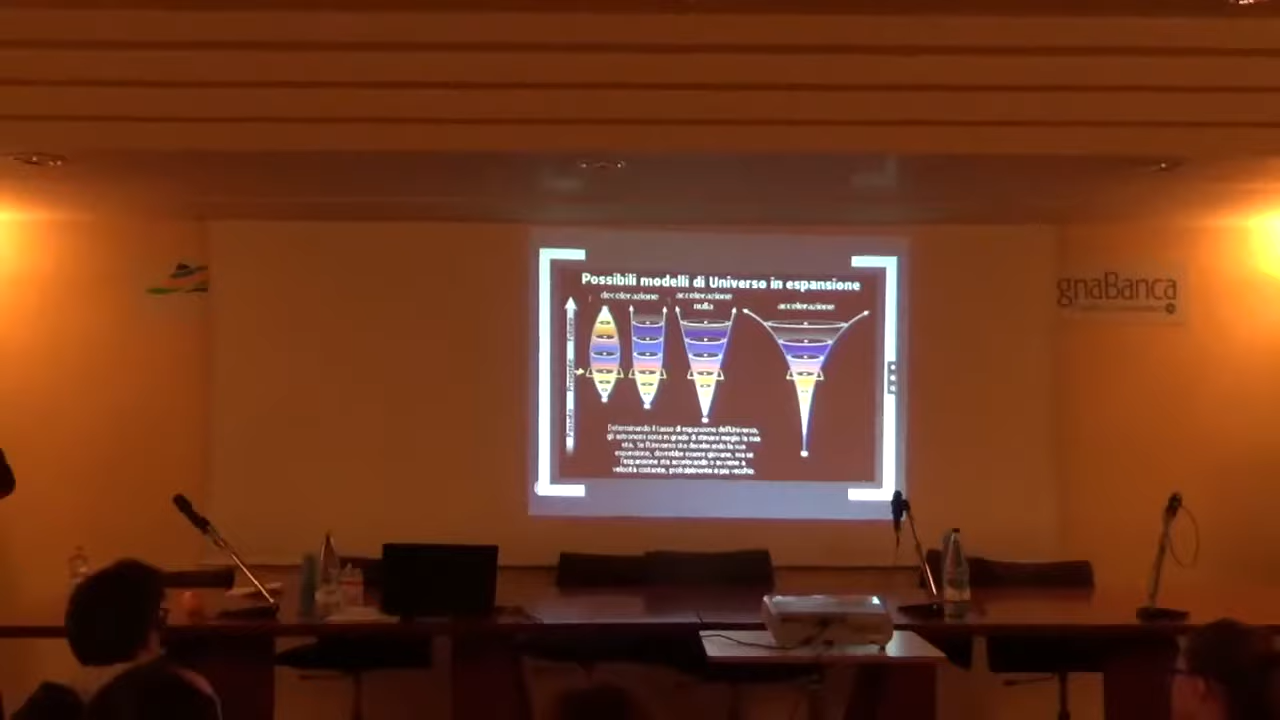 Possibili modelli di Universo in espansione
decelerazione
accelerazione
nulla
accelerazione
Futuro
Presente
Passato
Determinando il tasso di espansione dell'Universo,
gli astronomi sono in grado di stimare meglio la sua
età. Se l'Universo sta decelerando la sua
espansione, dovrebbe essere giovane, ma se
l'espansione sta accelerando o avviene a
velocità costante, probabilmente è più vecchio
gnaBanca